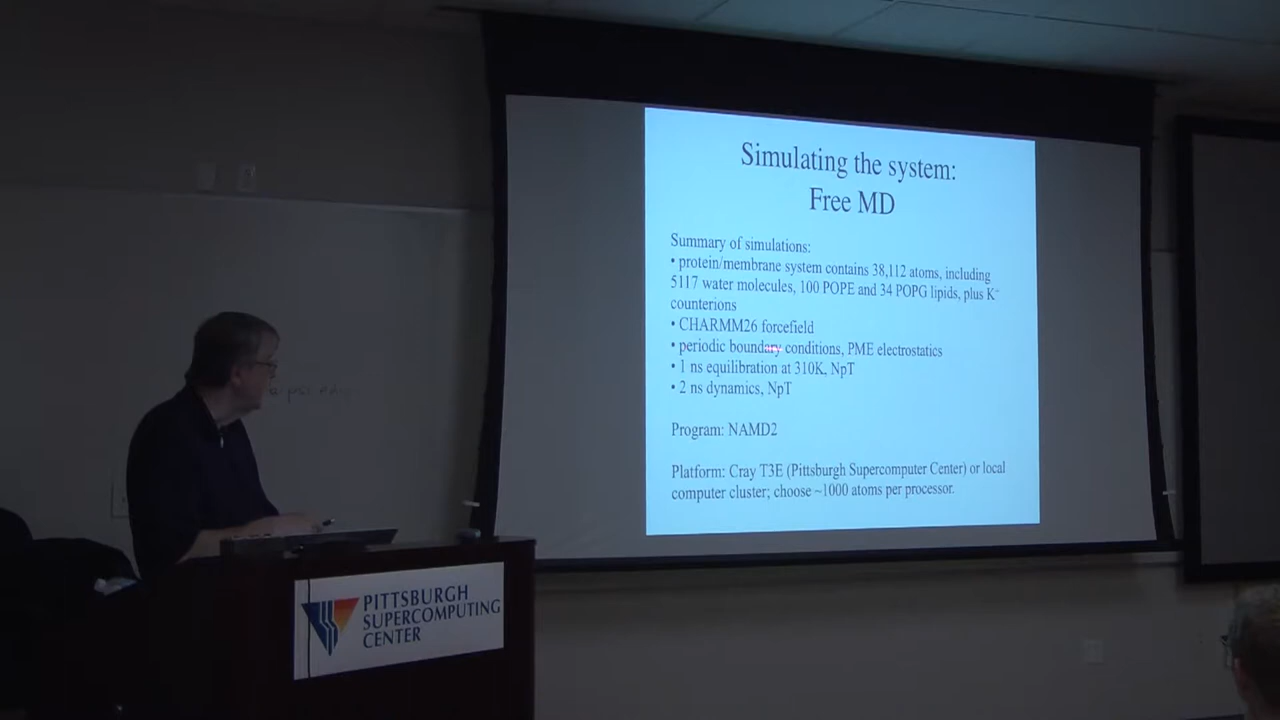 Simulating the system:
Free MD
Summary of simulations:
• protein/membrane system contains 38,112 atoms, including
5117 water molecules, 100 POPE and 34 POPG lipids, plus K⁺
counterions
• CHARMM26 forcefield
• periodic boundary conditions, PME electrostatics
• 1 ns equilibration at 310K, NpT
• 2 ns dynamics, NpT
Program: NAMD2
Platform: Cray T3E (Pittsburgh Supercomputer Center) or local
computer cluster; choose ~1000 atoms per processor.
PITTSBURGH
SUPERCOMPUTING
CENTER